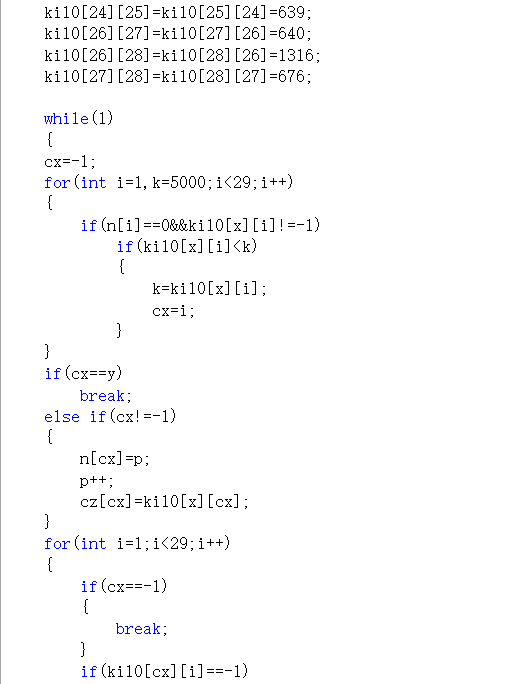 ki10[24][25]=ki10[25][24]=639;
ki10[26][27]=ki10[27][26]=640;
ki10[26][28]=ki10[28][26]=1316;
ki10[27][28]=ki10[28][27]=676;
while(1)
{
cx=-1;
for(int i=1,k=5000;i<29;i++)
{
if(n[i]==0&&ki10[x][i]!=-1)
if(ki10[x][i]<k)
{
k=ki10[x][i];
cx=i;
}
}
if(cx==y)
break;
else if(cx!=-1)
{
n[cx]=p;
p++;
cz[cx]=ki10[x][cx];
}
for(int i=1;i<29;i++)
{
if(cx==-1)
{
break;
}
if(ki10[cx][i]==-1)